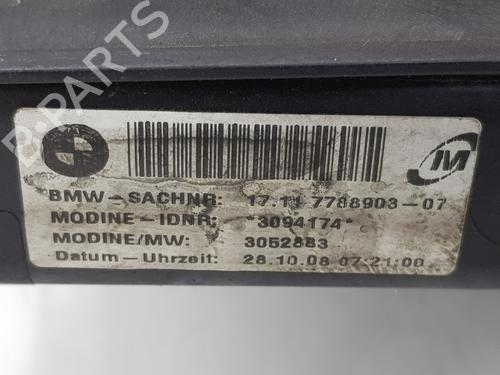 B-PARTS
M
BMW-SACHNR: 17.11 7788903-07
MODINE-IDNR: *3094174*
MODINE/MW: 3052883
Datum-Uhrzeit: 28.10.08 07:21:00